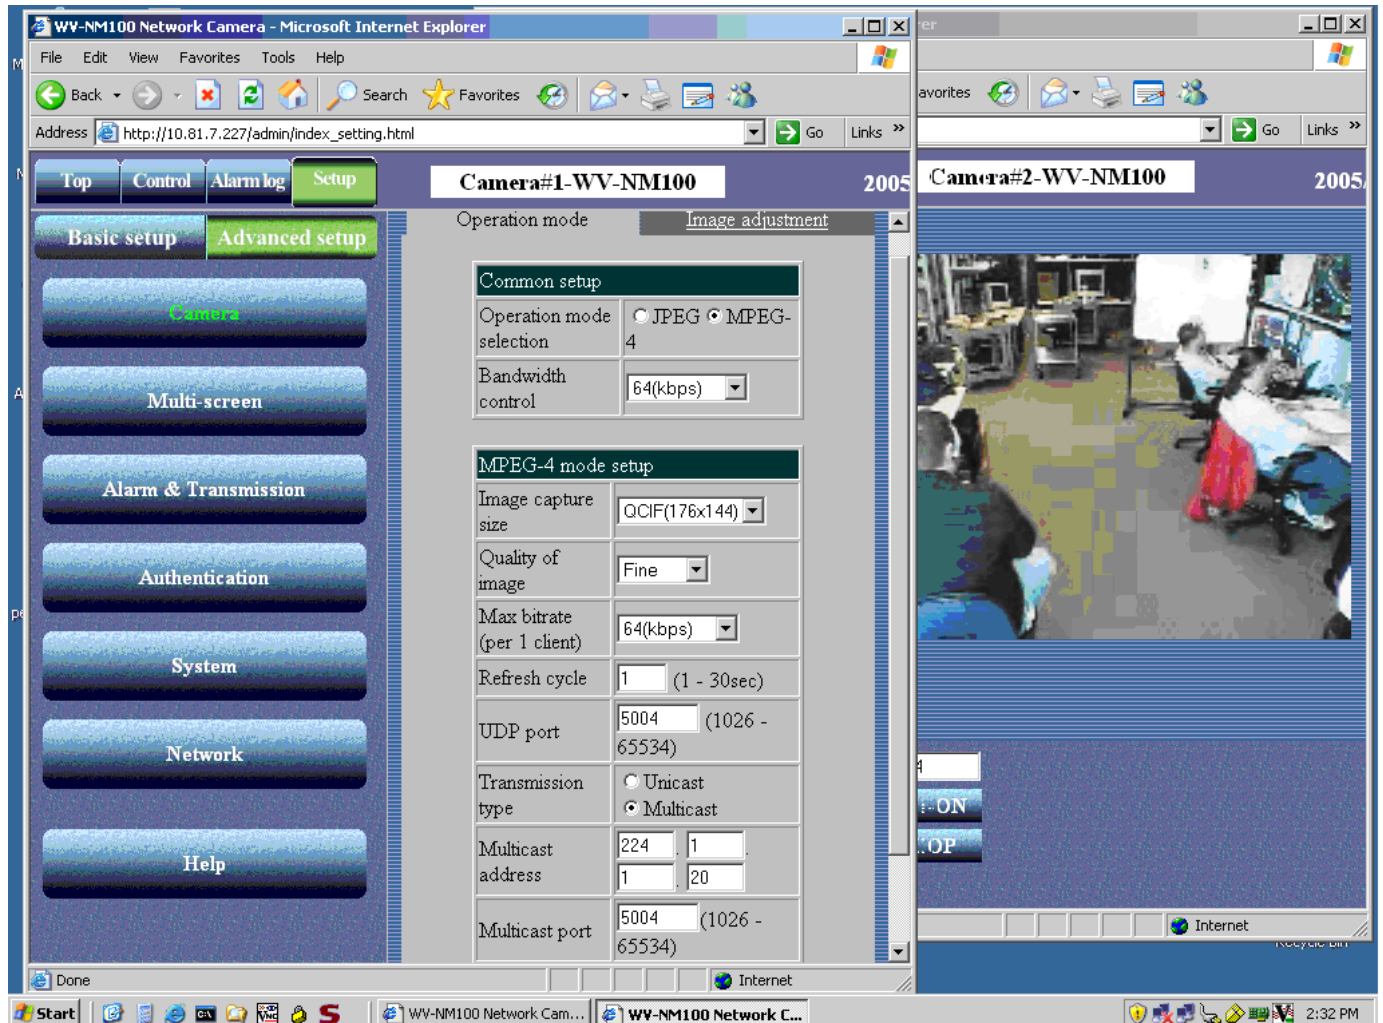 WV-NM100 Network Camera - Microsoft Internet Explorer
File Edit View Favorites Tools Help
Back Search Favorites
Address http://10.81.7.227/admin/index_setting.html Go Links »
Top Control Alarm log Setup
Camera#1-WV-NM100 2005
Basic setup Advanced setup
Camera
Multi-screen
Alarm & Transmission
Authentication
System
Network
Help
Operation mode Image adjustment
Common setup
Operation mode JPEG MPEG-
selection 4
Bandwidth
control 64(kbps)
MPEG-4 mode setup
Image capture
size QCIF(176x144)
Quality of
image Fine
Max bitrate
(per 1 client) 64(kbps)
Refresh cycle 1 (1 - 30sec)
UDP port 5004 (1026 -
65534)
Transmission Unicast
type Multicast
Multicast 224 . 1 .
address 1 . 20
Multicast port 5004 (1026 -
65534)
Done Internet
er
avorites
Go Links »
Camera#2-WV-NM100 2005/
4
-ON
OP
Internet
Recycle Bin
Start WV-NM100 Network Cam... WV-NM100 Network C... 2:32 PM